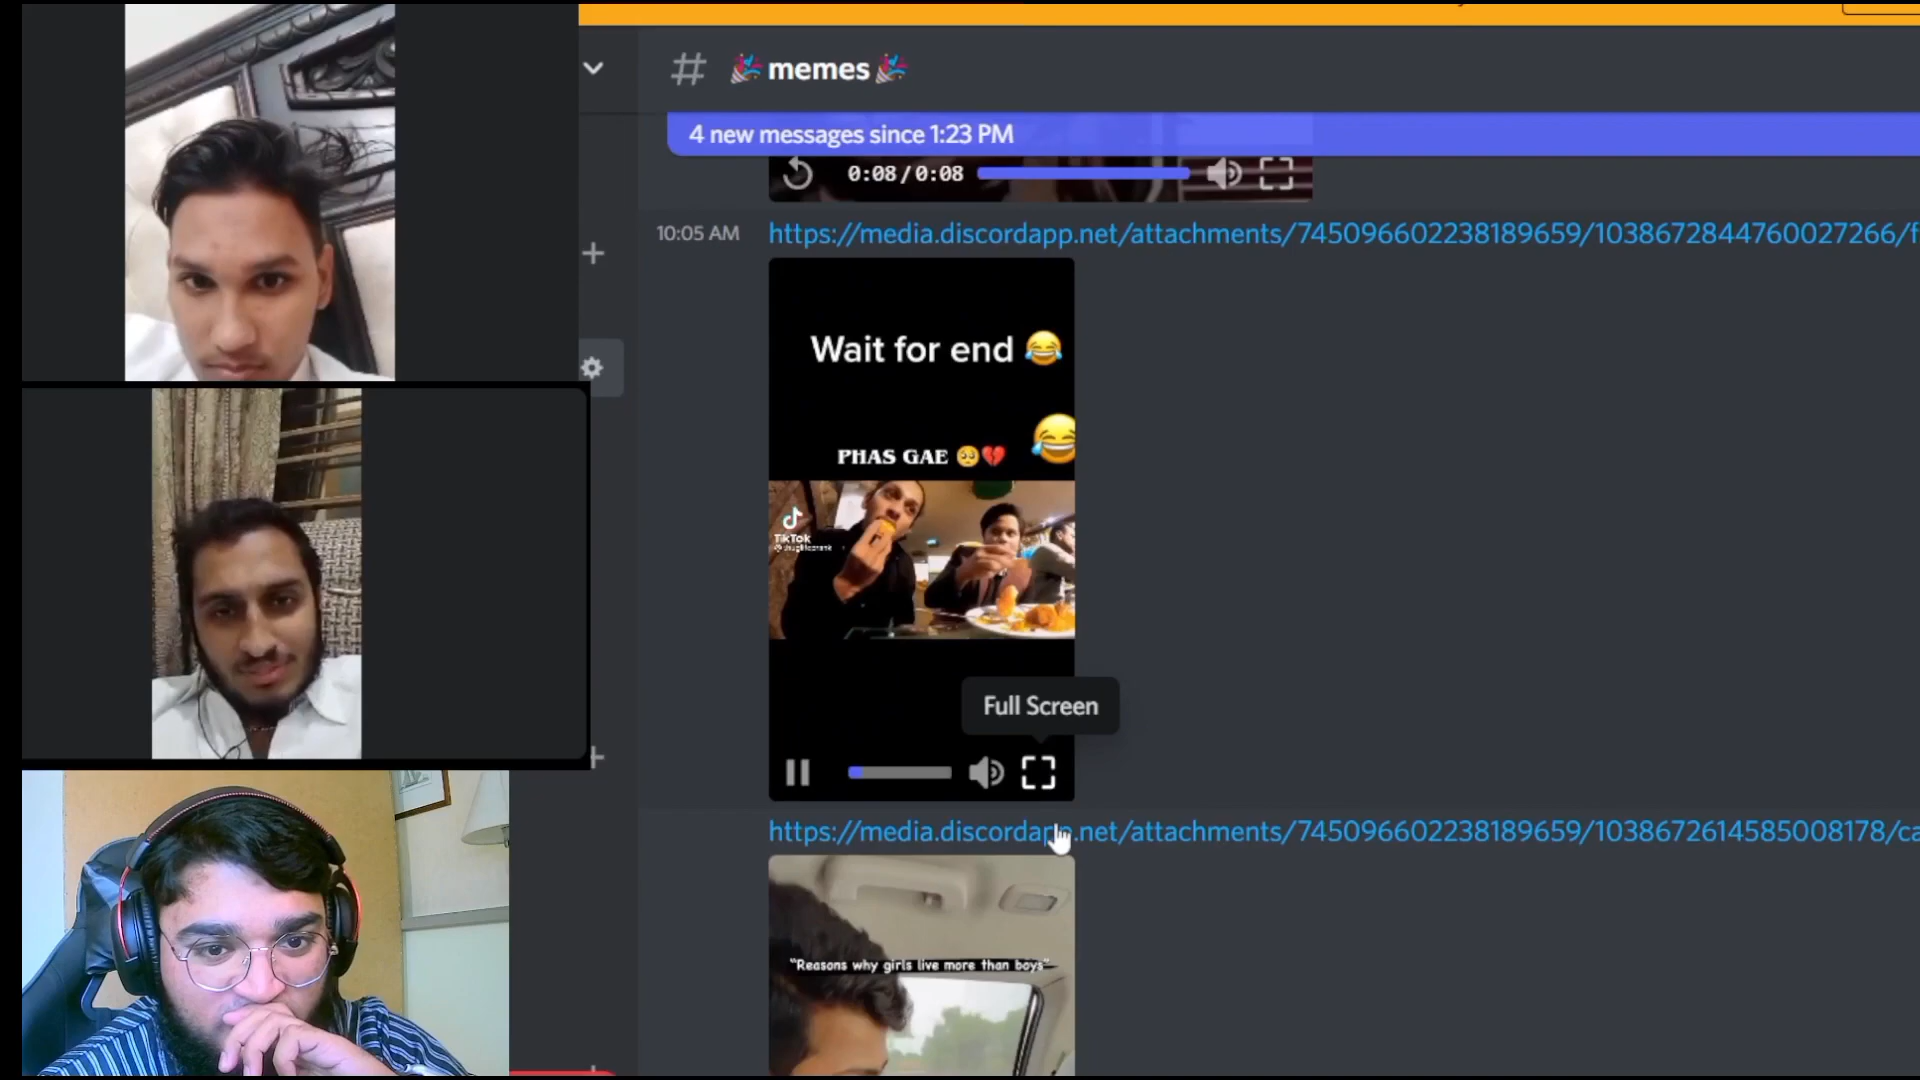 # 🎉 memes 🎉
4 new messages since 1:23 PM
0:08 / 0:08
10:05 AM
https://media.discordapp.net/attachments/745096602238189659/1038672844760027266/f
Wait for end 😂
PHAS GAE 🥺💔
TikTok
Full Screen
https://media.discordapp.net/attachments/745096602238189659/1038672614585008178/ca
"Reasons why girls live more than boys"